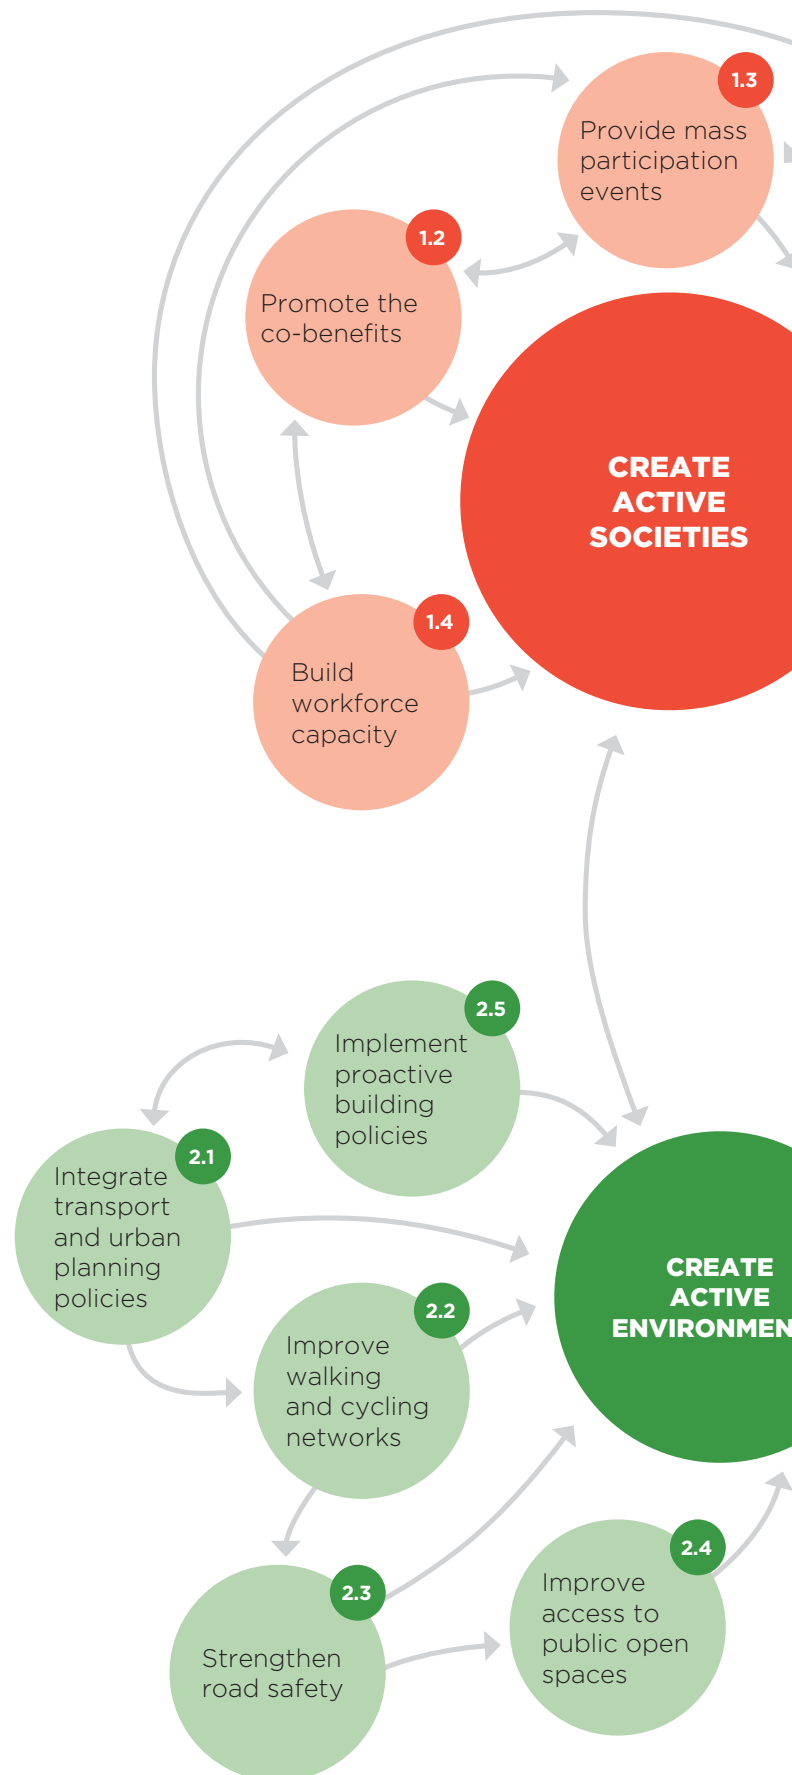 1.3
Provide mass
participation
events
1.2
Promote the
co-benefits
CREATE
ACTIVE
SOCIETIES
1.4
Build
workforce
capacity
2.5
Implement
proactive
building
policies
2.1
Integrate
transport
and urban
planning
policies
2.2
Improve
walking
and cycling
networks
CREATE
ACTIVE
ENVIRONMEN
2.3
Strengthen
road safety
2.4
Improve
access to
public open
spaces